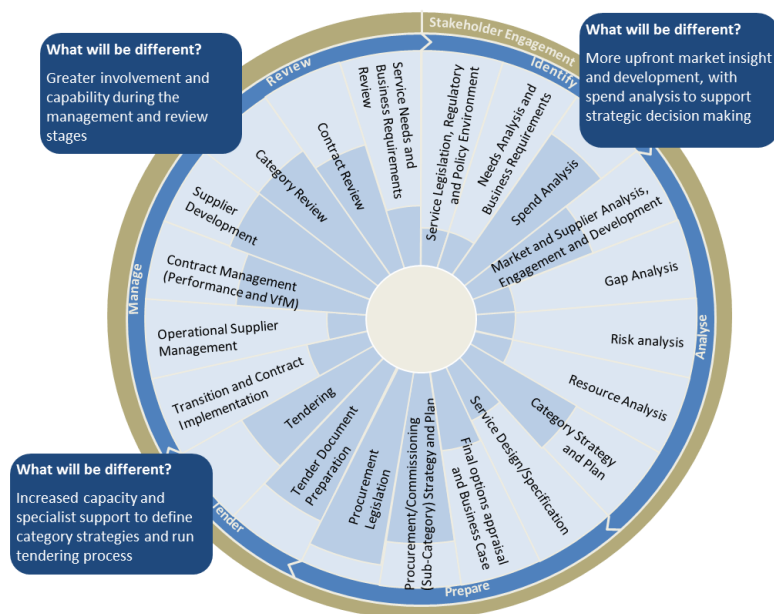 What will be different?
Greater involvement and
capability during the
management and review
stages
What will be different?
More upfront market insight
and development, with
spend analysis to support
strategic decision making
What will be different?
Increased capacity and
specialist support to define
category strategies and run
tendering process
Stakeholder Engagement
Identify
Analyse
Prepare
Tender
Manage
Review
Service Legislation, Regulatory
and Policy Environment
Needs Analysis and
Business Requirements
Spend Analysis
Market and Supplier Analysis,
Engagement and Development
Gap Analysis
Risk analysis
Resource Analysis
Category Strategy
and Plan
Service Design/Specification
Final options appraisal
and Business Case
Procurement/Commissioning
(Sub-Category) Strategy and Plan
Procurement
Legislation
Tender Document
Preparation
Tendering
Transition and Contract
Implementation
Operational Supplier
Management
Contract Management
(Performance and VfM)
Supplier
Development
Category Review
Contract Review
Service Needs and
Business Requirements
Review